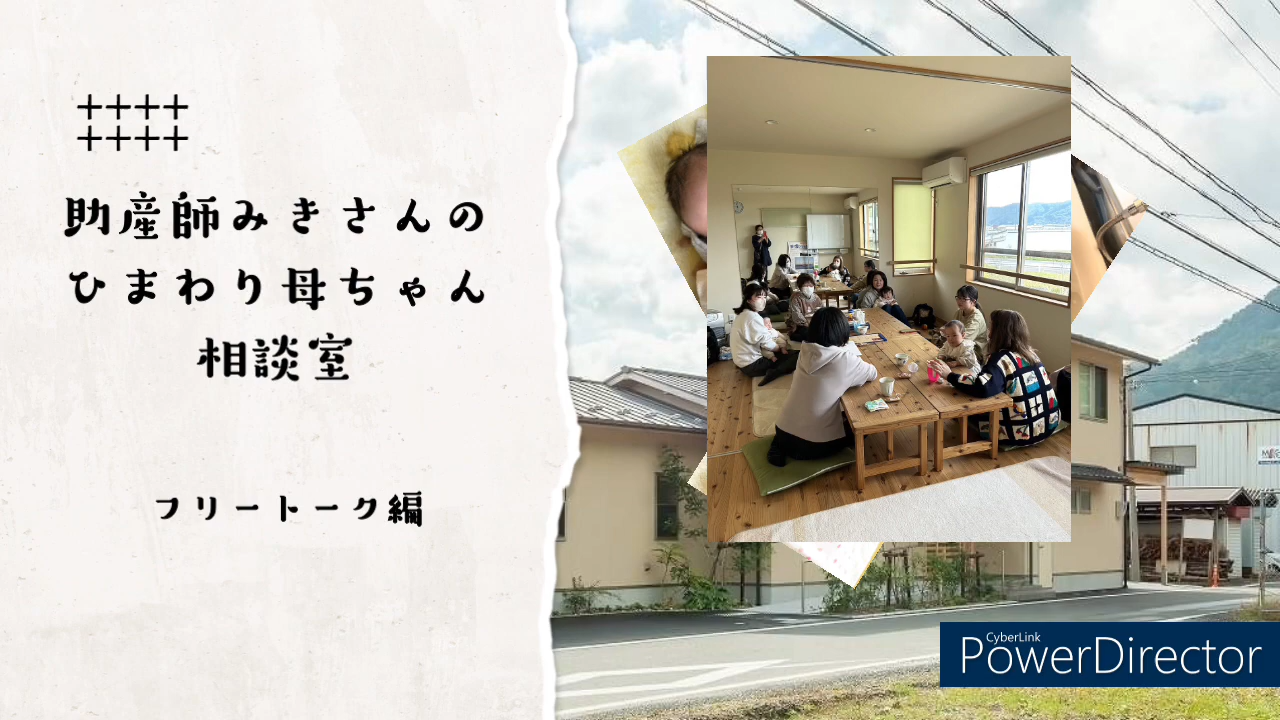 助産師みきさんの
ひまわり母ちゃん
相談室
フリートーク編
CyberLink
PowerDirector